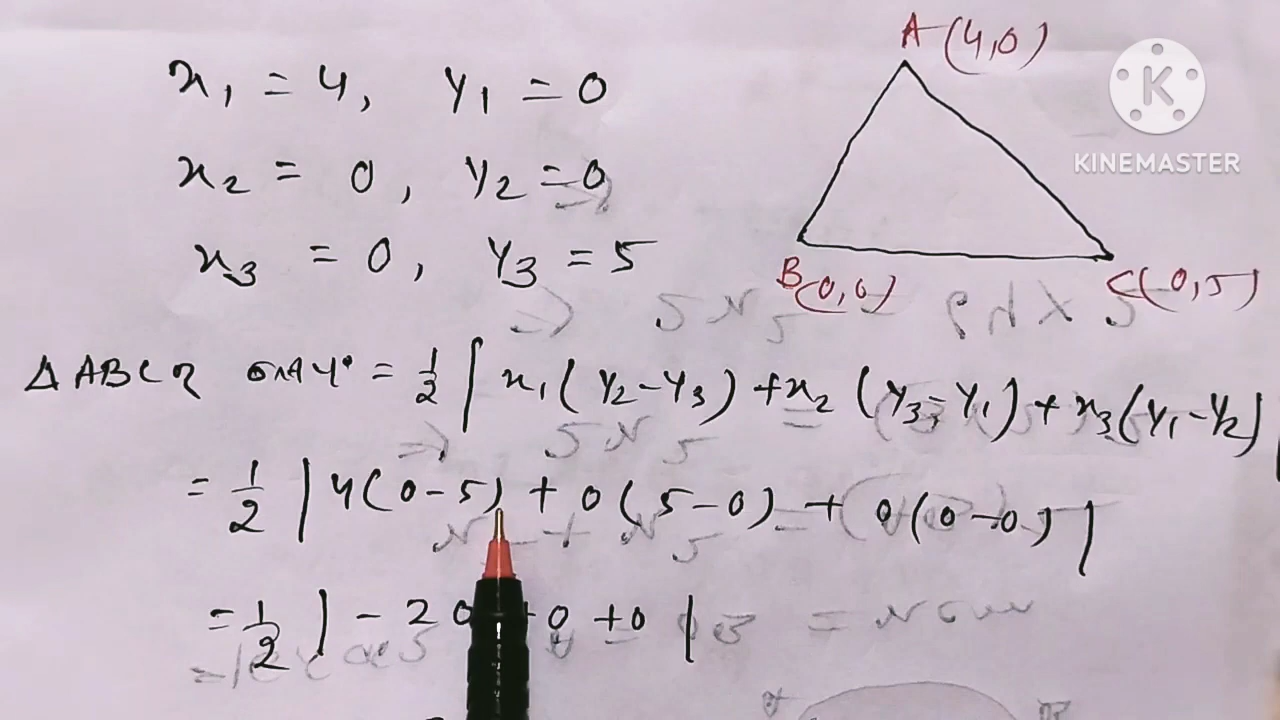 x₁ = 4, y₁ = 0
A(4,0)
K
KINEMASTER
x₂ = 0, y₂ = 0
x₃ = 0, y₃ = 5
B(0,0)
C(0,5)
Δ ABC = 1/2 | x₁(y₂-y₃) + x₂(y₃-y₁) + x₃(y₁-y₂) |
= 1/2 | 4(0-5) + 0(5-0) + 0(0-0) |
= 1/2 | -20 +0 +0 |